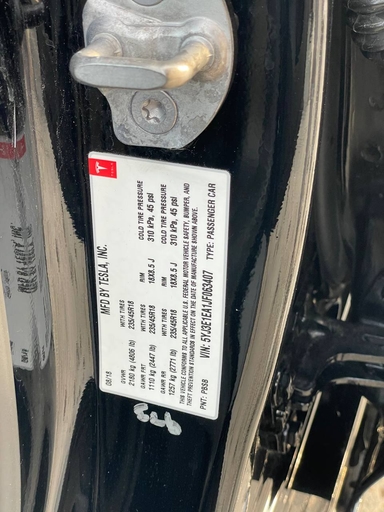 MFD BY TESLA, INC.
08/18
GVWR
2180 kg (4806 lb)
GAWR FRT WITH TIRES RIM COLD TIRE PRESSURE
1110 kg (2447 lb) 235/45R18 18X8.5 J 310 kPa, 45 psi
GAWR RR WITH TIRES RIM COLD TIRE PRESSURE
1257 kg (2771 lb) 235/45R18 18X8.5 J 310 kPa, 45 psi
THIS VEHICLE CONFORMS TO ALL APPLICABLE FEDERAL MOTOR VEHICLE SAFETY, BUMPER, AND
THEFT PREVENTION STANDARDS IN EFFECT ON THE DATE OF MANUFACTURE SHOWN ABOVE.
VIN: 5YJ3E1EA1JF063407 TYPE: PASSENGER CAR
PNT: PBSB